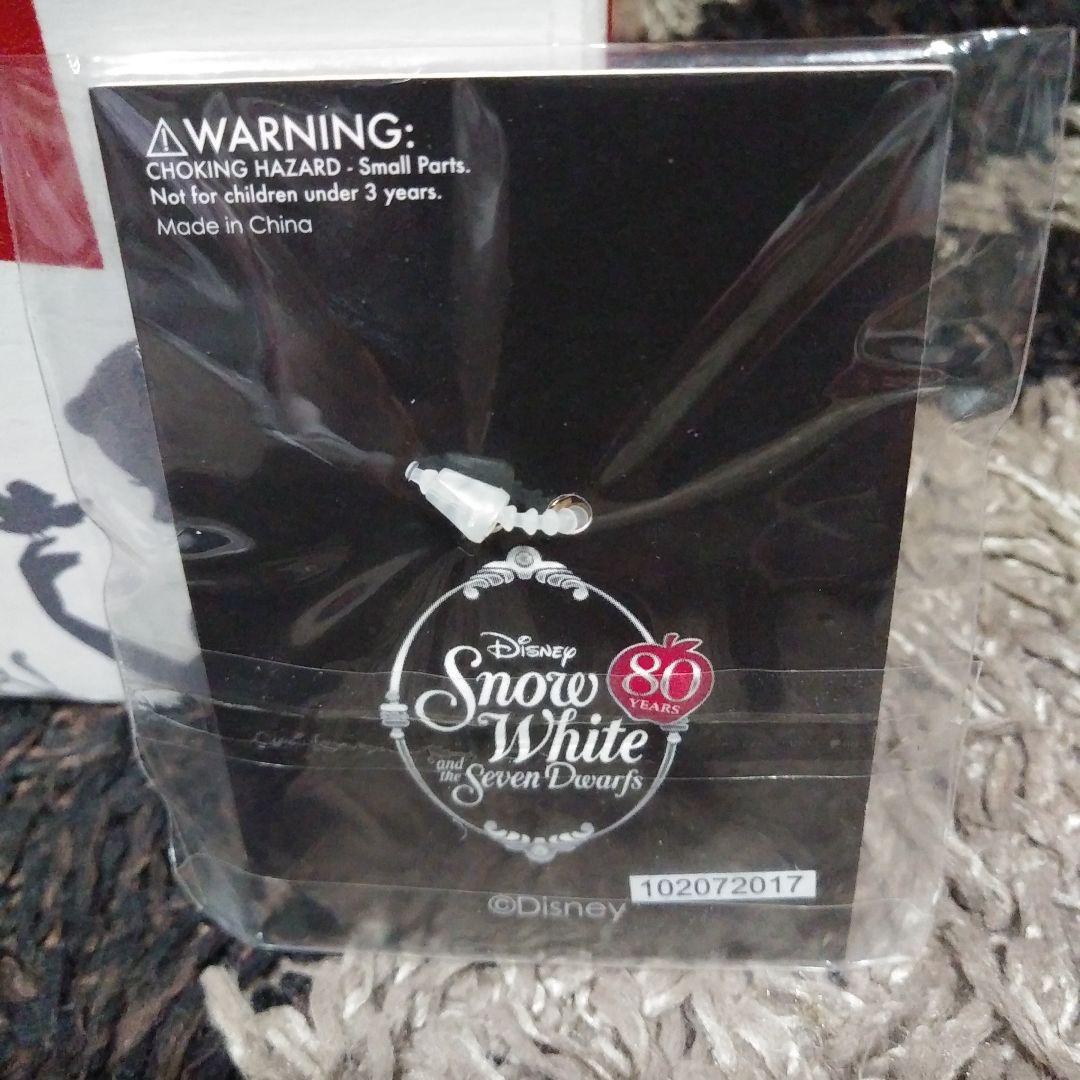 WARNING:
CHOKING HAZARD - Small Parts.
Not for children under 3 years.
Made in China
Disney
Snow
White
and the Seven Dwarfs
80
YEARS
102072017
©Disney